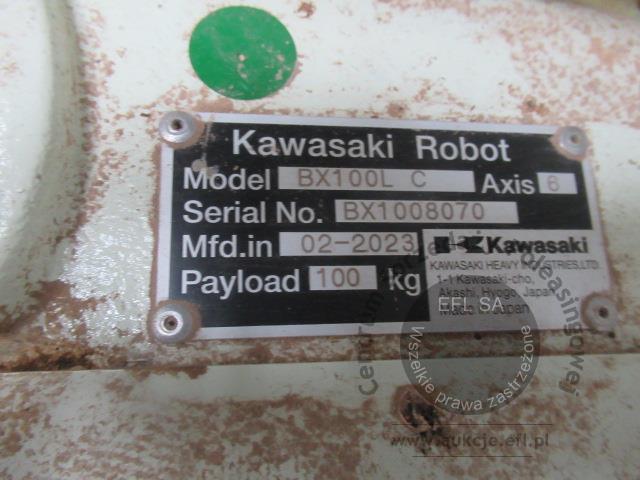 Kawasaki Robot
Model BX100L C Axis 6
Serial No. BX1008070
Mfd.in 02-2023 Kawasaki
KAWASAKI HEAVY INDUSTRIES,LTD.
Payload 100 kg 1-1 Kawasaki-cho,
Akashi, Hyogo, Japan
Made in Japan
EFL SA
Wszelkie prawa zastrzeżone
www.aukcje.efl.pl